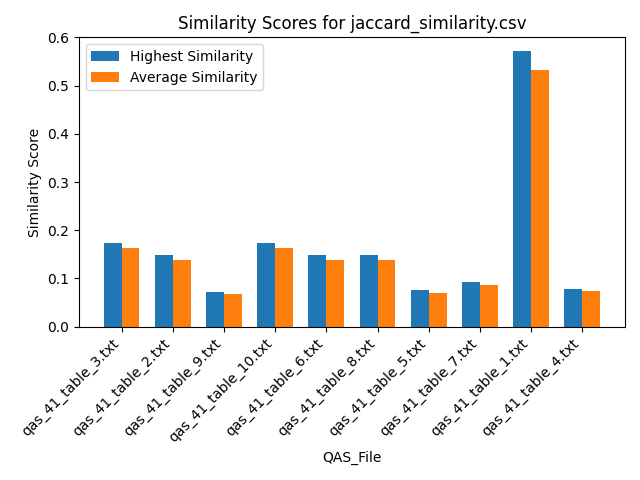 Similarity Scores for jaccard_similarity.csv
Highest Similarity
Average Similarity
Similarity Score
0.6
0.5
0.4
0.3
0.2
0.1
0.0
qas_41_table_3.txt
qas_41_table_2.txt
qas_41_table_9.txt
qas_41_table_10.txt
qas_41_table_6.txt
qas_41_table_8.txt
qas_41_table_5.txt
qas_41_table_7.txt
qas_41_table_1.txt
qas_41_table_4.txt
QAS_File